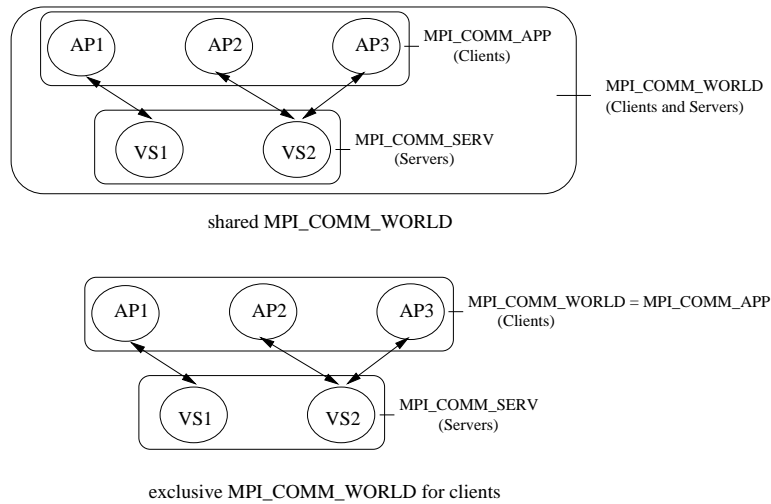 AP1 AP2 AP3
MPI_COMM_APP
(Clients)
MPI_COMM_WORLD
(Clients and Servers)
VS1 VS2
MPI_COMM_SERV
(Servers)
shared MPI_COMM_WORLD
AP1 AP2 AP3
MPI_COMM_WORLD = MPI_COMM_APP
(Clients)
VS1 VS2
MPI_COMM_SERV
(Servers)
exclusive MPI_COMM_WORLD for clients